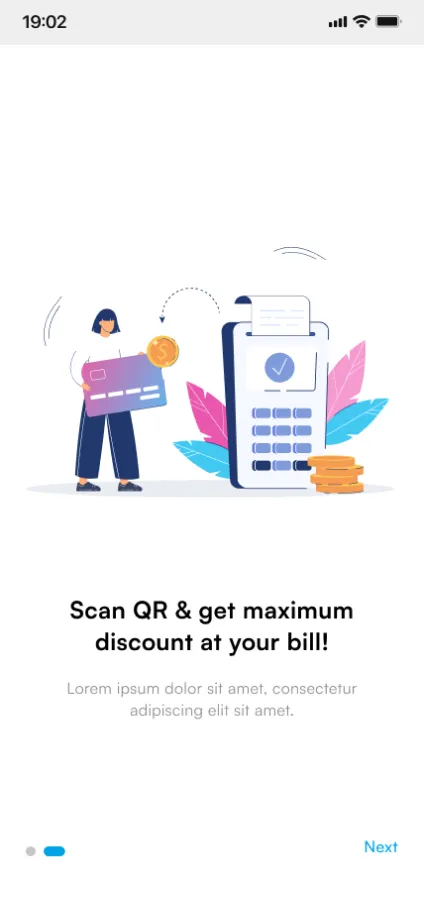 19:02
Scan QR & get maximum
discount at your bill!
Lorem ipsum dolor sit amet, consectetur
adipiscing elit sit amet.
Next